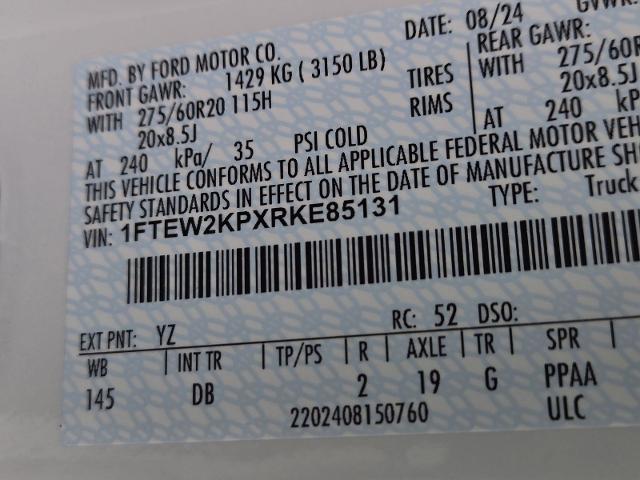 MFD. BY FORD MOTOR CO.
DATE: 08/24 GVWR:
FRONT GAWR: 1429 KG ( 3150 LB)
REAR GAWR:
WITH 275/60R20 115H TIRES
WITH 275/60R
20x8.5J RIMS
20x8.5J
AT 240 kPa/ 35 PSI COLD
AT 240 kP
THIS VEHICLE CONFORMS TO ALL APPLICABLE FEDERAL MOTOR VEH
SAFETY STANDARDS IN EFFECT ON THE DATE OF MANUFACTURE SH
VIN: 1FTEW2KPXRKE85131 TYPE: Truck
EXT PNT: YZ RC: 52 DSO:
WB INT TR TP/PS R AXLE TR SPR
145 DB 2 19 G PPAA
2202408150760 ULC